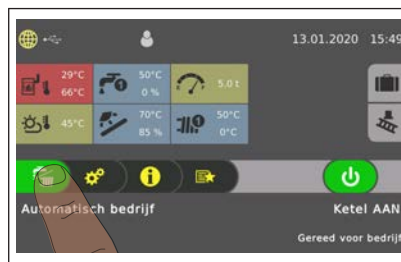 13.01.2020 15:49
29°C 50°C
66°C 0 % 5,0 t
45°C 70°C 50°C
85 % 0°C
Automatisch bedrijf Ketel AAN
Gereed voor bedrijf